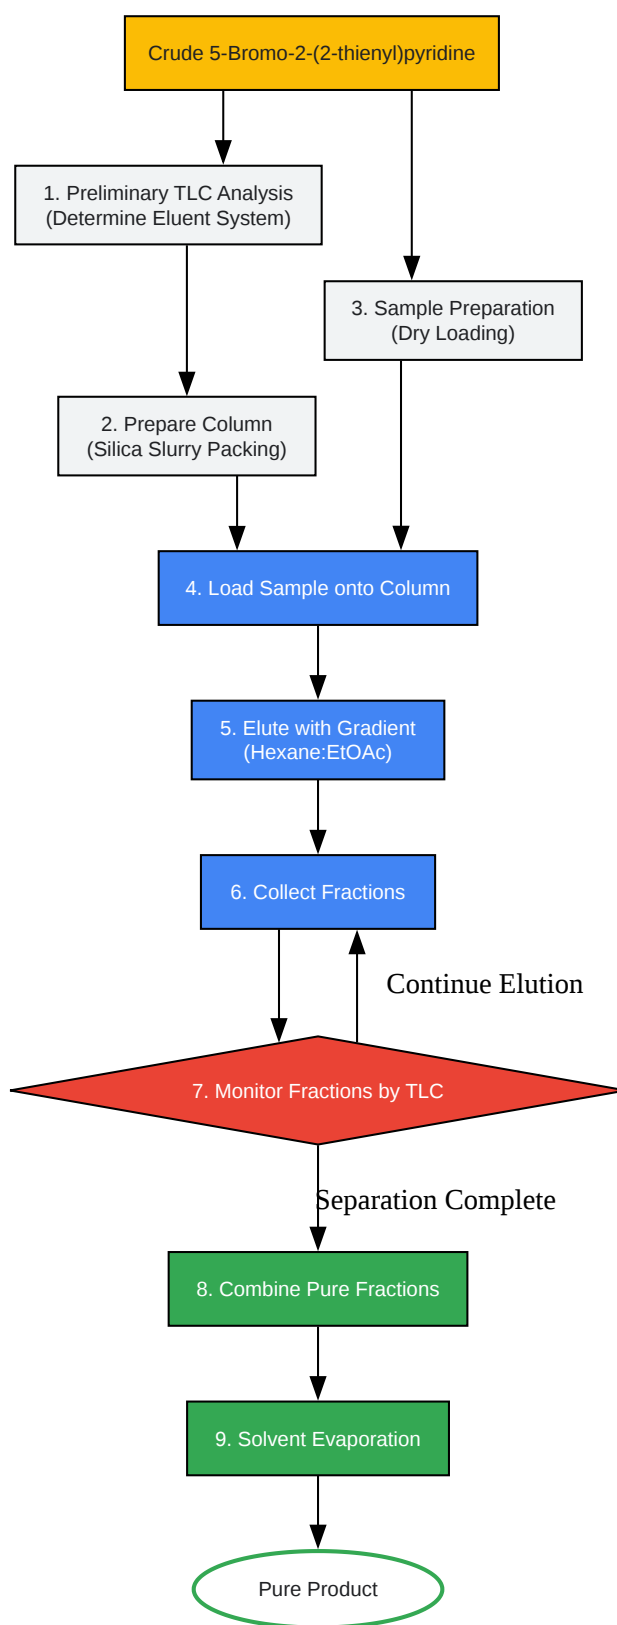 Crude 5-Bromo-2-(2-thienyl)pyridine
1. Preliminary TLC Analysis
(Determine Eluent System)
3. Sample Preparation
(Dry Loading)
2. Prepare Column
(Silica Slurry Packing)
4. Load Sample onto Column
5. Elute with Gradient
(Hexane:EtOAc)
6. Collect Fractions
Continue Elution
7. Monitor Fractions by TLC
Separation Complete
8. Combine Pure Fractions
9. Solvent Evaporation
Pure Product